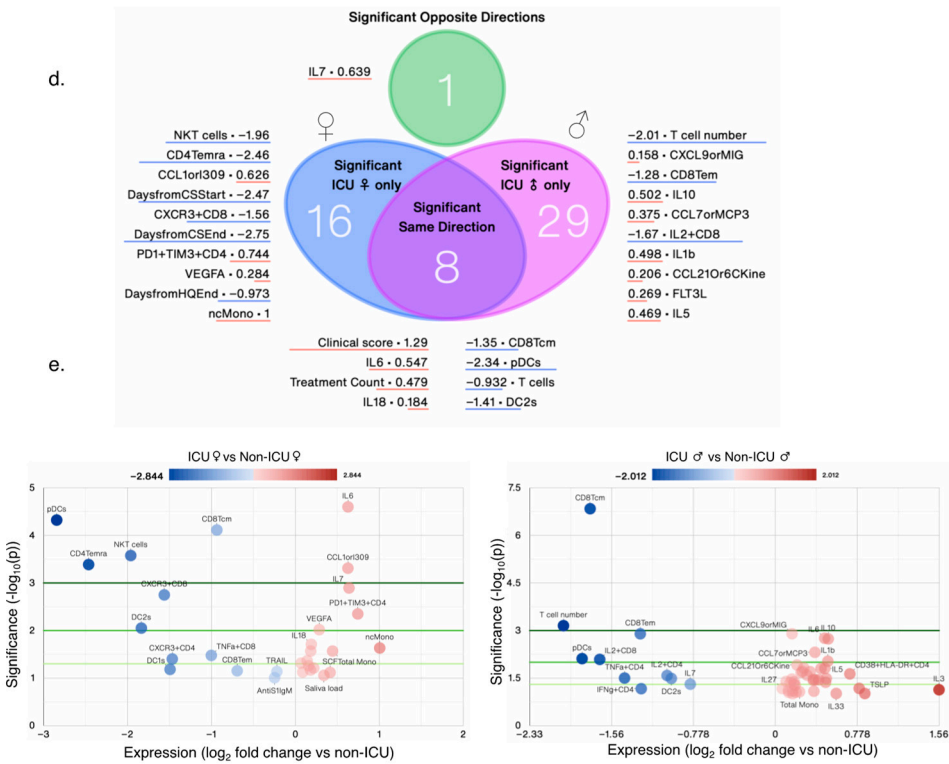 Significant Opposite Directions
d.
IL7 • 0.639
1
♀
♂
NKT cells • −1.96
CD4Temra • −2.46
CCL1orI309 • 0.626
DaysfromCSStart • −2.47
CXCR3+CD8 • −1.56
DaysfromCSEnd • −2.75
PD1+TIM3+CD4 • 0.744
VEGFA • 0.284
DaysfromHQEnd • −0.973
ncMono • 1
Significant
ICU ♀ only
16
Significant
Same Direction
8
Significant
ICU ♂ only
29
−2.01 • T cell number
0.158 • CXCL9orMIG
−1.28 • CD8Tem
0.502 • IL10
0.375 • CCL7orMCP3
−1.67 • IL2+CD8
0.498 • IL1b
0.206 • CCL21Or6CKine
0.269 • FLT3L
0.469 • IL5
e.
Clinical score • 1.29
IL6 • 0.547
Treatment Count • 0.479
IL18 • 0.184
−1.35 • CD8Tcm
−2.34 • pDCs
−0.932 • T cells
−1.41 • DC2s
ICU ♀ vs Non-ICU ♀
−2.844
2.844
Significance (-log10(p))
5
4
3
2
1
0
pDCs
IL6
CD8Tcm
NKT cells
CD4Temra
CCL1orI309
IL7
CXCR3+CD8
PD1+TIM3+CD4
DC2s
VEGFA
IL18
ncMono
CXCR3+CD4
TNFa+CD8
DC1s
CD8Tem
TRAIL
SCF
Total Mono
AntiS1IgM
Saliva load
−3
−2
−1
0
1
2
Expression (log2 fold change vs non-ICU)
ICU ♂ vs Non-ICU ♂
−2.012
2.012
Significance (-log10(p))
7.5
6
4.5
3
1.5
0
CD8Tcm
T cell number
CD8Tem
CXCL9orMIG
IL6
IL10
pDCs
IL2+CD8
CCL7orMCP3
IL1b
TNFa+CD4
IL2+CD4
CCL21Or6CKine
CD38+HLA-DR+CD4
IL7
IL5
IFNg+CD4
DC2s
IL27
TSLP
IL3
Total Mono
IL33
−2.33
−1.56
−0.778
0
0.778
1.56
Expression (log2 fold change vs non-ICU)